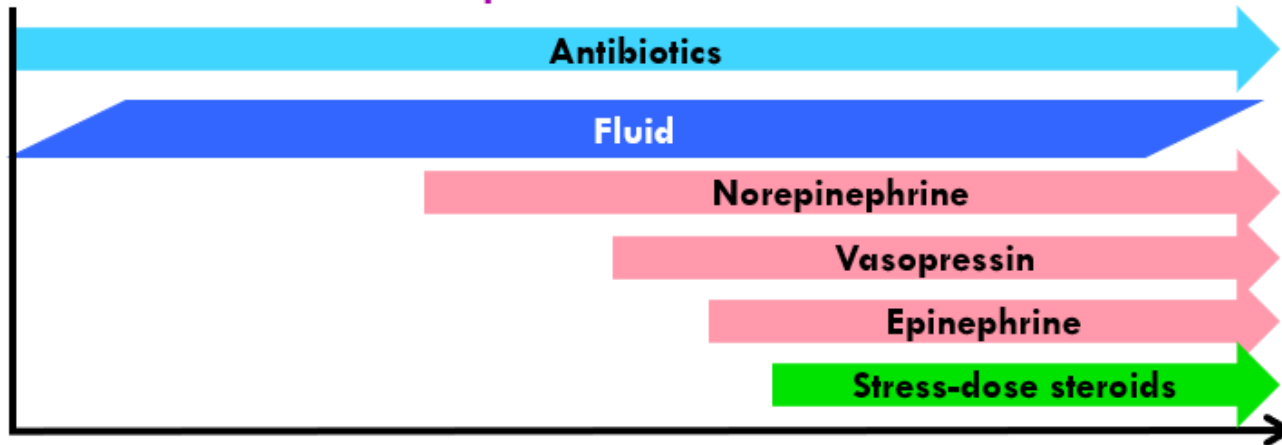 Antibiotics
Fluid
Norepinephrine
Vasopressin
Epinephrine
Stress-dose steroids